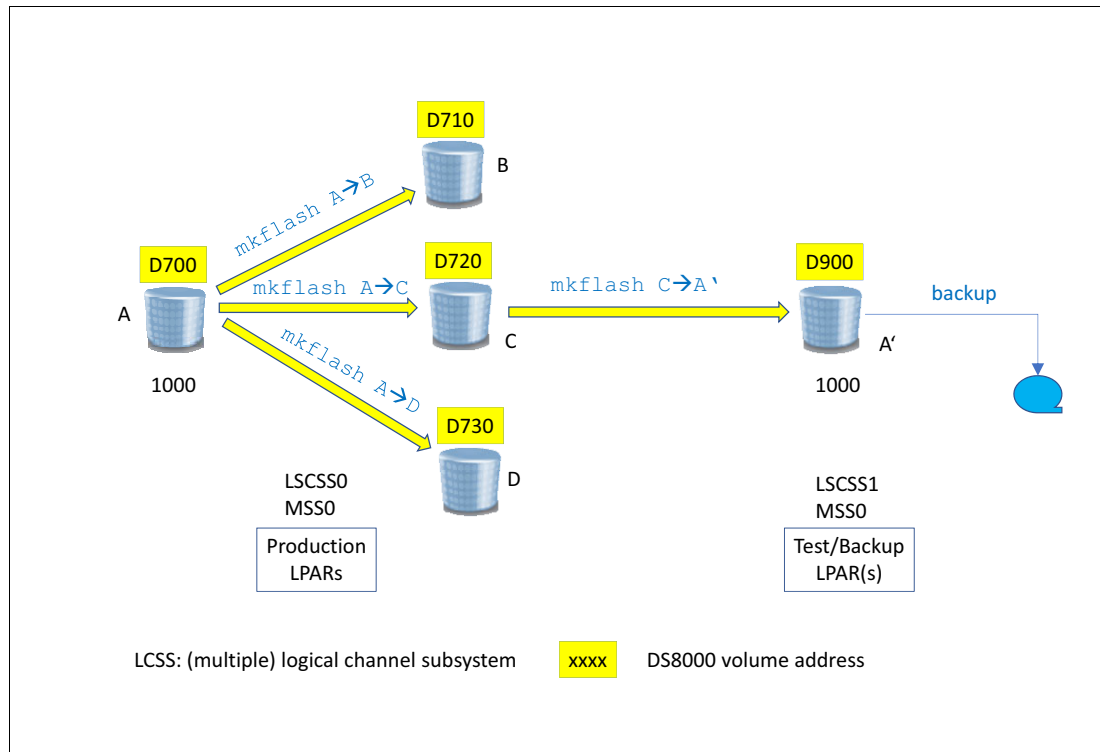 D710
B
mkflash A→B
D700
D720
D900
mkflash A→C
mkflash C→A‘
backup
A
C
A‘
1000
1000
mkflash A→D
D730
D
LSCSS0
MSS0
LSCSS1
MSS0
Production
LPARs
Test/Backup
LPAR(s)
LCSS: (multiple) logical channel subsystem
xxxx
DS8000 volume address